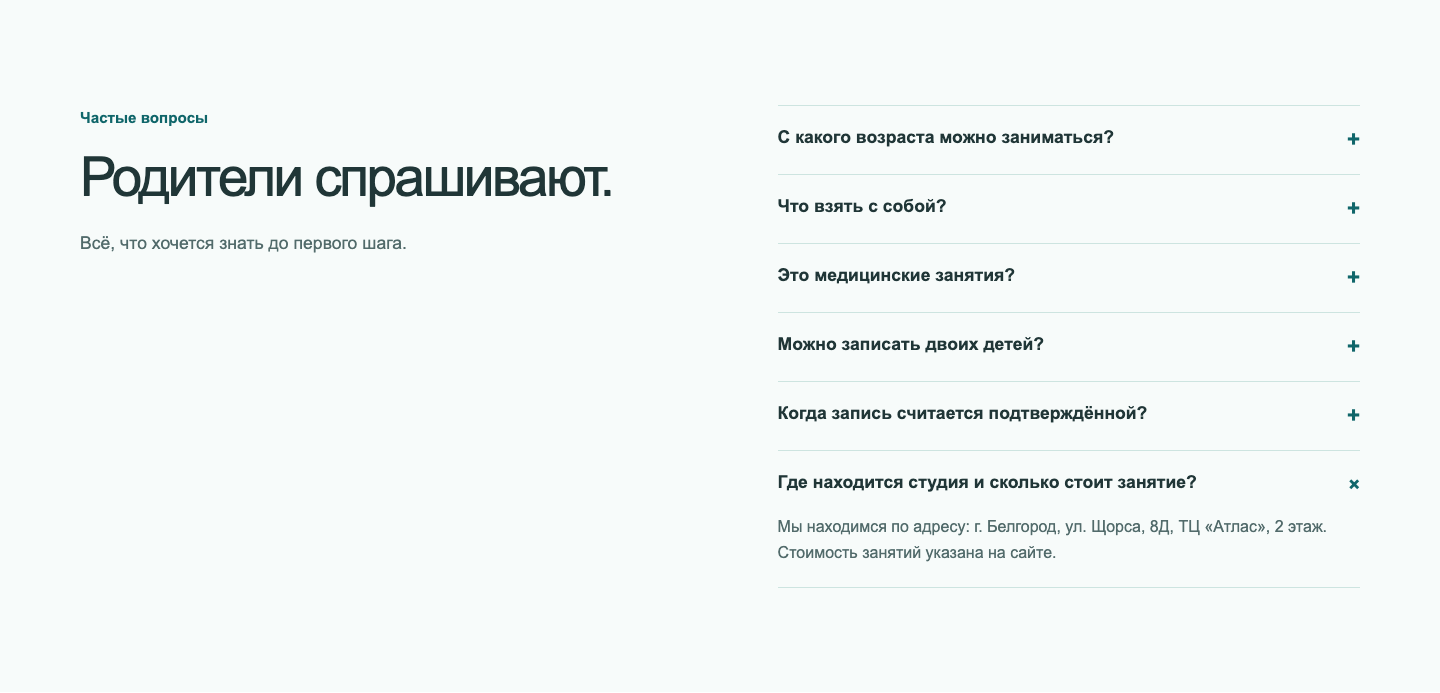 Частые вопросы
Родители спрашивают.
Всё, что хочется знать до первого шага.
С какого возраста можно заниматься?
Что взять с собой?
Это медицинские занятия?
Можно записать двоих детей?
Когда запись считается подтверждённой?
Где находится студия и сколько стоит занятие?
Мы находимся по адресу: г. Белгород, ул. Щорса, 8Д, ТЦ «Атлас», 2 этаж.
Стоимость занятий указана на сайте.